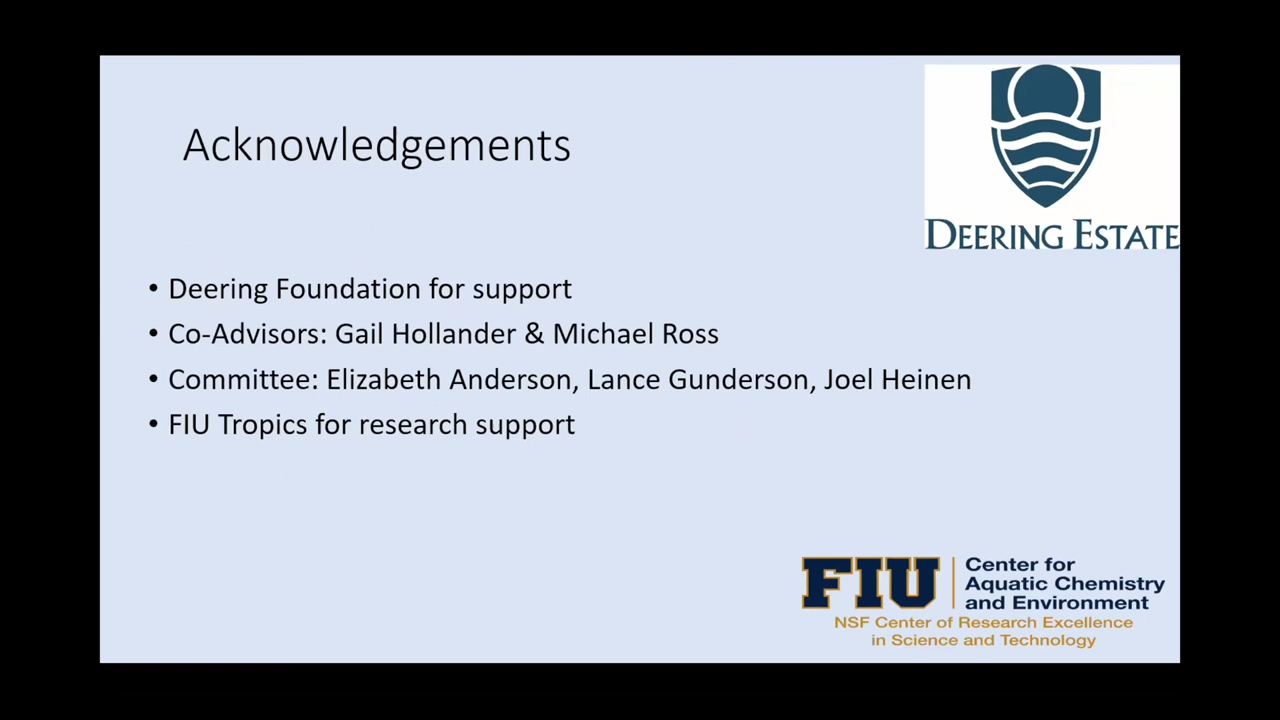 Acknowledgements
DEERING ESTATE
• Deering Foundation for support
• Co-Advisors: Gail Hollander & Michael Ross
• Committee: Elizabeth Anderson, Lance Gunderson, Joel Heinen
• FIU Tropics for research support
FIU
Center for
Aquatic Chemistry
and Environment
NSF Center of Research Excellence
in Science and Technology